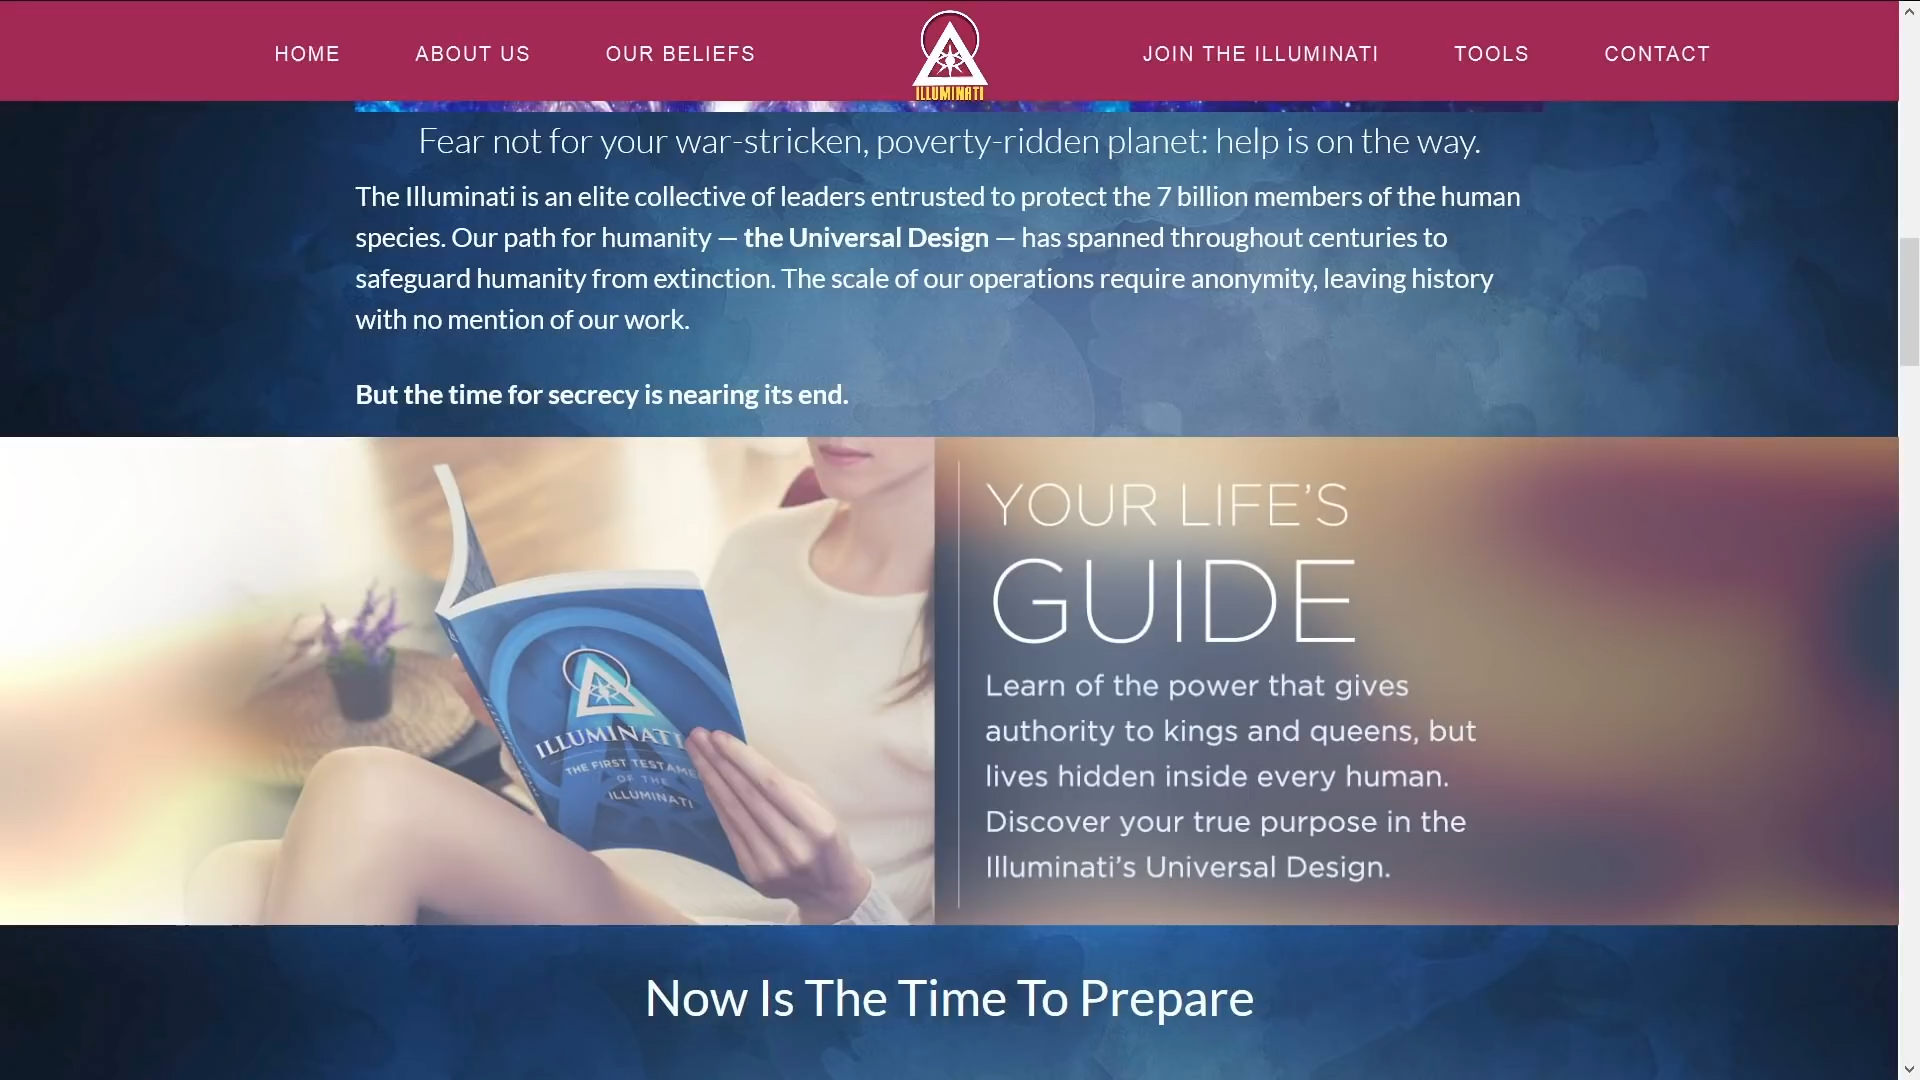 HOME ABOUT US OUR BELIEFS ILLUMINATI JOIN THE ILLUMINATI TOOLS CONTACT
Fear not for your war-stricken, poverty-ridden planet: help is on the way.
The Illuminati is an elite collective of leaders entrusted to protect the 7 billion members of the human
species. Our path for humanity — the Universal Design — has spanned throughout centuries to
safeguard humanity from extinction. The scale of our operations require anonymity, leaving history
with no mention of our work.
But the time for secrecy is nearing its end.
ILLUMINATI
THE FIRST TESTAME
OF THE
ILLUMINATI
YOUR LIFE'S
GUIDE
Learn of the power that gives
authority to kings and queens, but
lives hidden inside every human.
Discover your true purpose in the
Illuminati's Universal Design.
Now Is The Time To Prepare